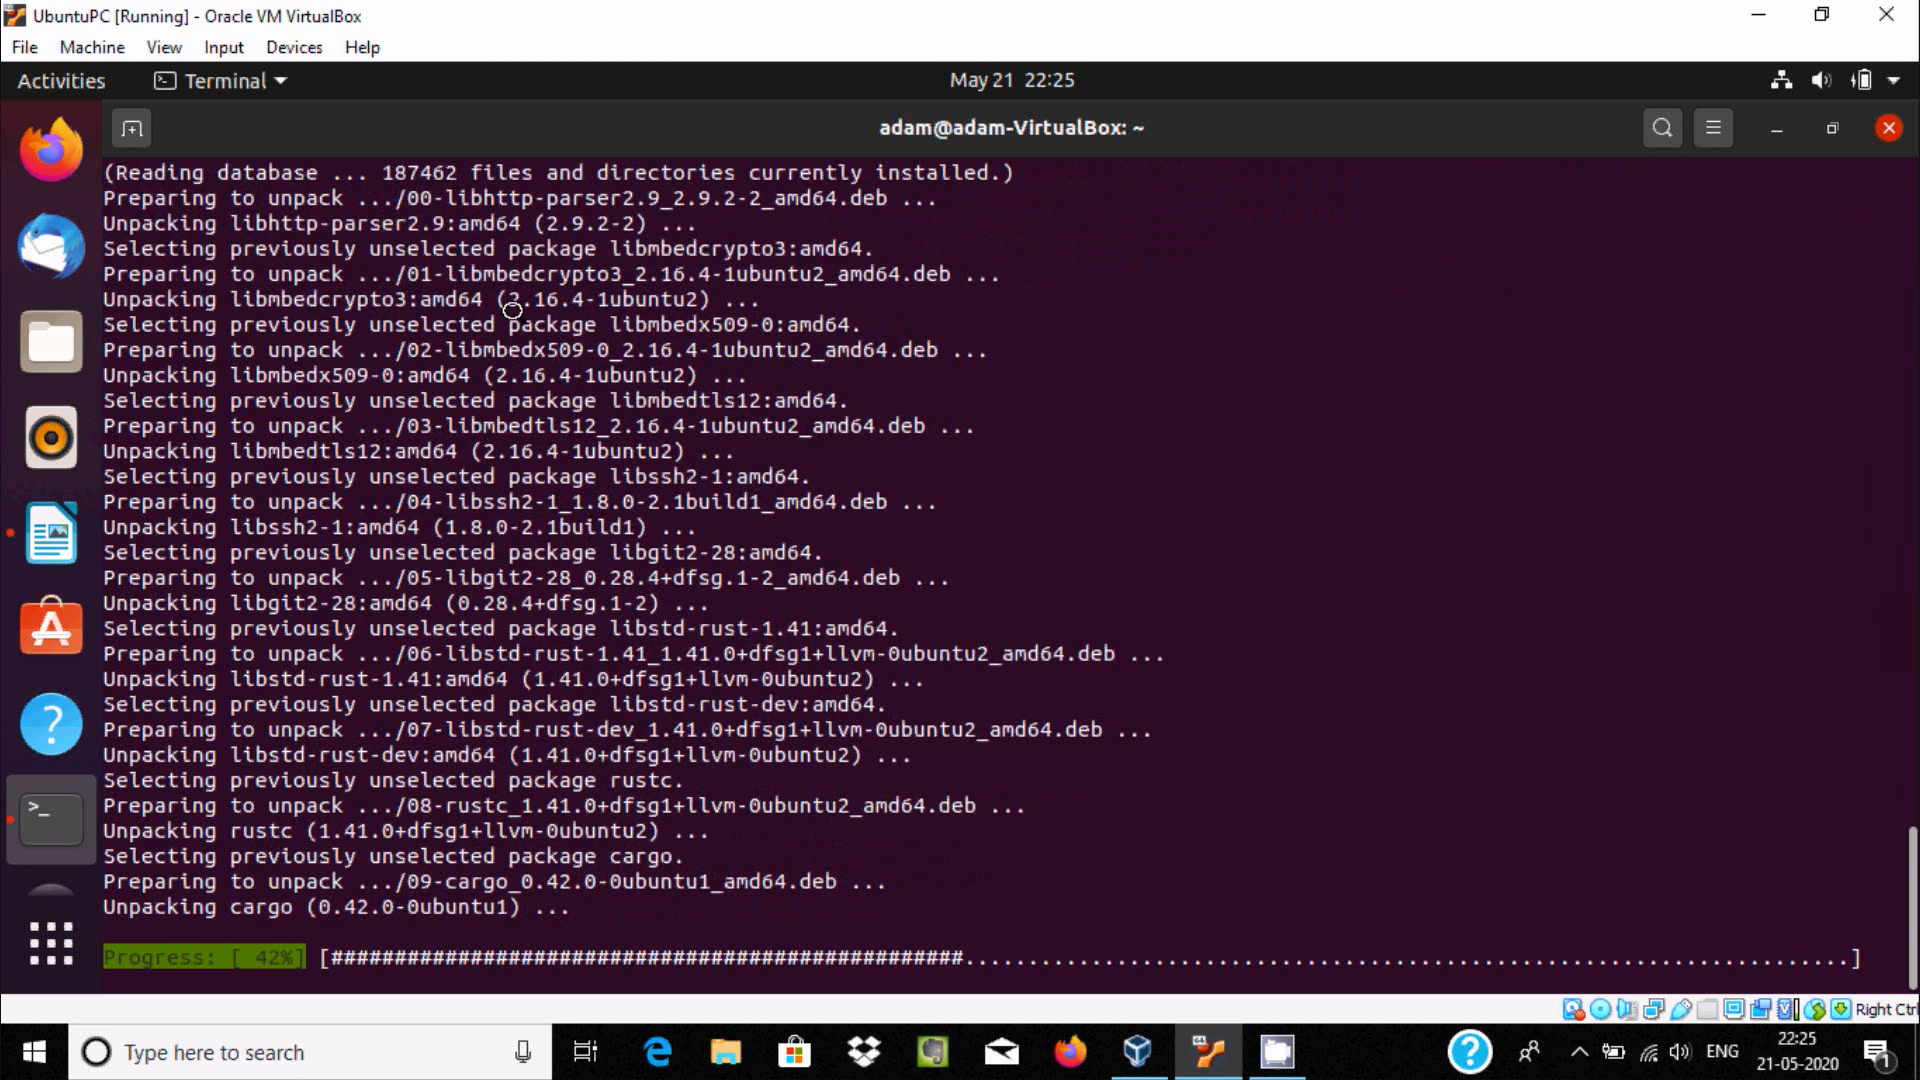 UbuntuPC [Running] - Oracle VM VirtualBox
File Machine View Input Devices Help
Activities Terminal May 21 22:25
adam@adam-VirtualBox: ~
(Reading database ... 187462 files and directories currently installed.)
Preparing to unpack .../00-libhttp-parser2.9_2.9.2-2_amd64.deb ...
Unpacking libhttp-parser2.9:amd64 (2.9.2-2) ...
Selecting previously unselected package libmbedcrypto3:amd64.
Preparing to unpack .../01-libmbedcrypto3_2.16.4-1ubuntu2_amd64.deb ...
Unpacking libmbedcrypto3:amd64 (2.16.4-1ubuntu2) ...
Selecting previously unselected package libmbedx509-0:amd64.
Preparing to unpack .../02-libmbedx509-0_2.16.4-1ubuntu2_amd64.deb ...
Unpacking libmbedx509-0:amd64 (2.16.4-1ubuntu2) ...
Selecting previously unselected package libmbedtls12:amd64.
Preparing to unpack .../03-libmbedtls12_2.16.4-1ubuntu2_amd64.deb ...
Unpacking libmbedtls12:amd64 (2.16.4-1ubuntu2) ...
Selecting previously unselected package libssh2-1:amd64.
Preparing to unpack .../04-libssh2-1_1.8.0-2.1build1_amd64.deb ...
Unpacking libssh2-1:amd64 (1.8.0-2.1build1) ...
Selecting previously unselected package libgit2-28:amd64.
Preparing to unpack .../05-libgit2-28_0.28.4+dfsg.1-2_amd64.deb ...
Unpacking libgit2-28:amd64 (0.28.4+dfsg.1-2) ...
Selecting previously unselected package libstd-rust-1.41:amd64.
Preparing to unpack .../06-libstd-rust-1.41_1.41.0+dfsg1+llvm-0ubuntu2_amd64.deb ...
Unpacking libstd-rust-1.41:amd64 (1.41.0+dfsg1+llvm-0ubuntu2) ...
Selecting previously unselected package libstd-rust-dev:amd64.
Preparing to unpack .../07-libstd-rust-dev_1.41.0+dfsg1+llvm-0ubuntu2_amd64.deb ...
Unpacking libstd-rust-dev:amd64 (1.41.0+dfsg1+llvm-0ubuntu2) ...
Selecting previously unselected package rustc.
Preparing to unpack .../08-rustc_1.41.0+dfsg1+llvm-0ubuntu2_amd64.deb ...
Unpacking rustc (1.41.0+dfsg1+llvm-0ubuntu2) ...
Selecting previously unselected package cargo.
Preparing to unpack .../09-cargo_0.42.0-0ubuntu1_amd64.deb ...
Unpacking cargo (0.42.0-0ubuntu1) ...
Progress: [ 42%] [##################################################......................................................................]
Right Ctrl
Type here to search
ENG
22:25
21-05-2020
1